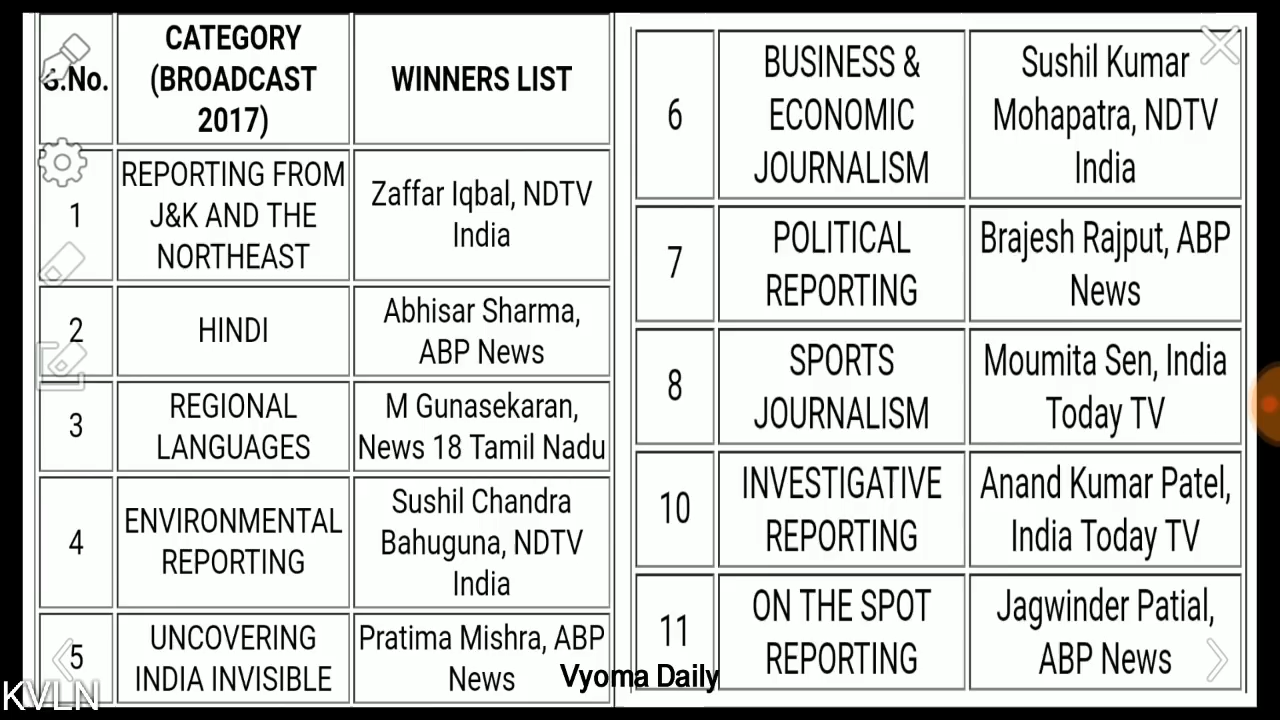 S.No.
CATEGORY
(BROADCAST
2017)
WINNERS LIST
1
REPORTING FROM
J&K AND THE
NORTHEAST
Zaffar Iqbal, NDTV
India
2
HINDI
Abhisar Sharma,
ABP News
3
REGIONAL
LANGUAGES
M Gunasekaran,
News 18 Tamil Nadu
4
ENVIRONMENTAL
REPORTING
Sushil Chandra
Bahuguna, NDTV
India
5
UNCOVERING
INDIA INVISIBLE
Pratima Mishra, ABP
News
6
BUSINESS &
ECONOMIC
JOURNALISM
Sushil Kumar
Mohapatra, NDTV
India
7
POLITICAL
REPORTING
Brajesh Rajput, ABP
News
8
SPORTS
JOURNALISM
Moumita Sen, India
Today TV
10
INVESTIGATIVE
REPORTING
Anand Kumar Patel,
India Today TV
11
ON THE SPOT
REPORTING
Jagwinder Patial,
ABP News
Vyoma Daily
KVLN